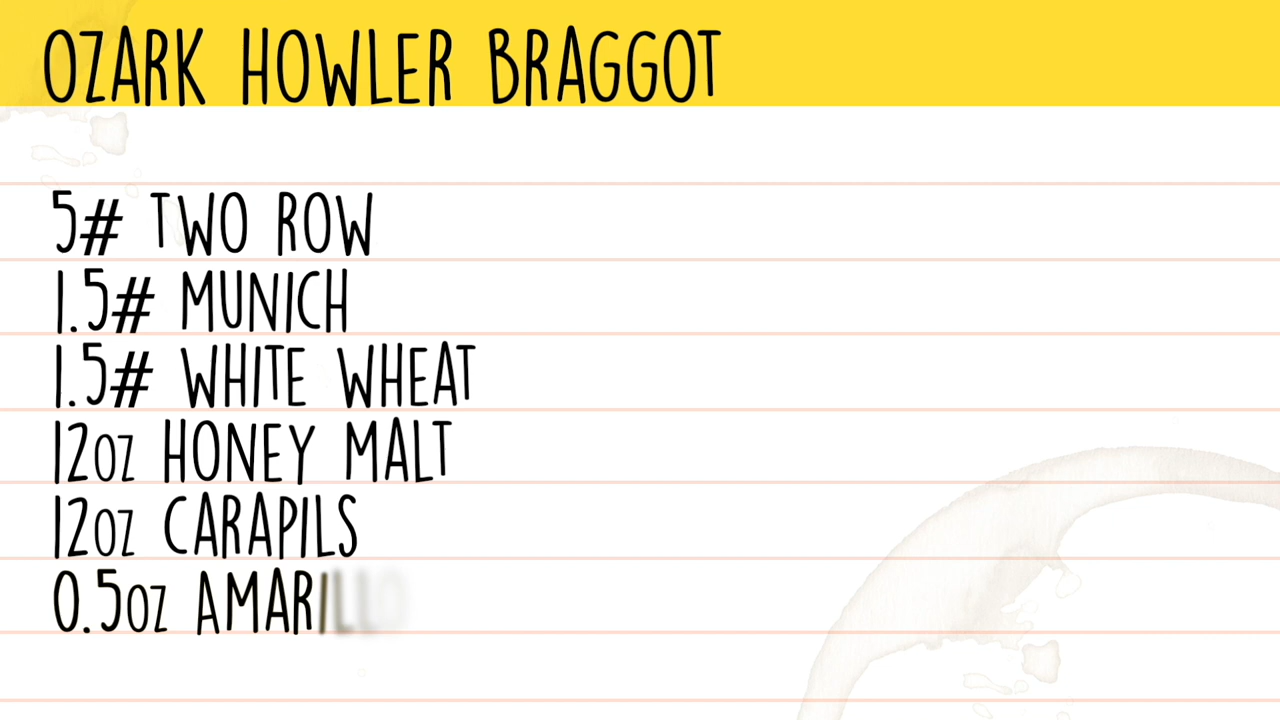 OZARK HOWLER BRAGGOT
5# TWO ROW
1.5# MUNICH
1.5# WHITE WHEAT
12OZ HONEY MALT
12OZ CARAPILS
0.5OZ AMARILLO